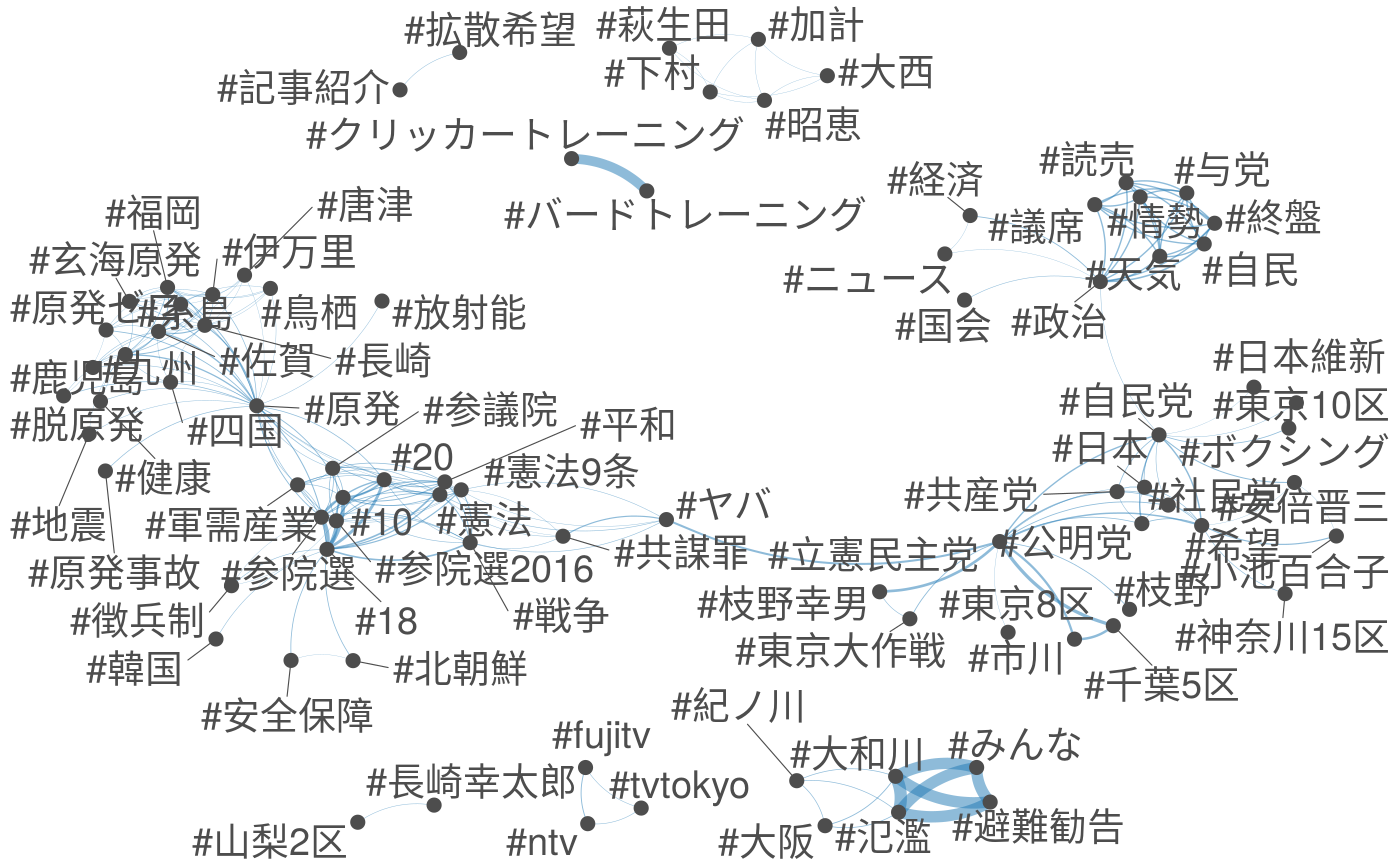 #拡散希望
#萩生田
#加計
#記事紹介
#下村
#大西
#クリッカートレーニング
#昭恵
#読売
#与党
#経済
#唐津
#福岡
#バードトレーニング
#議席
#情勢
#終盤
#玄海原発
#伊万里
#ニュース
#天気
#自民
#原発ゼロ
#糸島
#鳥栖
#放射能
#国会
#政治
#鹿児島
#九州
#佐賀
#長崎
#日本維新
#脱原発
#四国
#原発
#参議院
#平和
#自民党
#東京10区
#20
#日本
#ボクシング
#健康
#憲法9条
#共産党
#社民党
#安倍晋三
#地震
#軍需産業
#10
#憲法
#ヤバ
#共謀罪
#立憲民主党
#公明党
#希望
#原発事故
#参院選
#参院選2016
#小池百合子
#徴兵制
#18
#戦争
#枝野幸男
#東京8区
#枝野
#韓国
#北朝鮮
#東京大作戦
#市川
#神奈川15区
#千葉5区
#安全保障
#紀ノ川
#fujitv
#大和川
#みんな
#長崎幸太郎
#tvtokyo
#山梨2区
#ntv
#大阪
#氾濫
#避難勧告